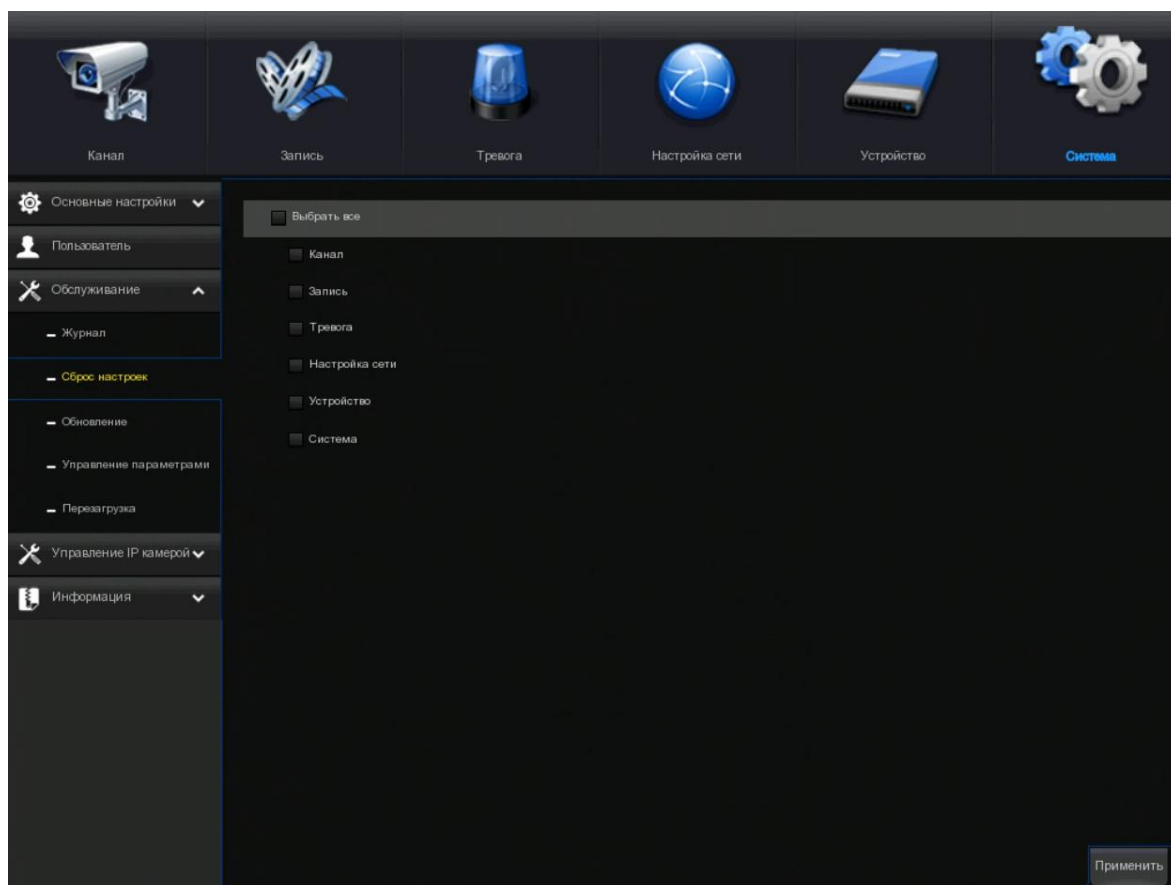 Канал
Запись
Тревога
Настройка сети
Устройство
Система
Основные настройки
Пользователь
Обслуживание
Журнал
Сброс настроек
Обновление
Управление параметрами
Перезагрузка
Управление IP камерой
Информация
Выбрать все
Канал
Запись
Тревога
Настройка сети
Устройство
Система
Применить